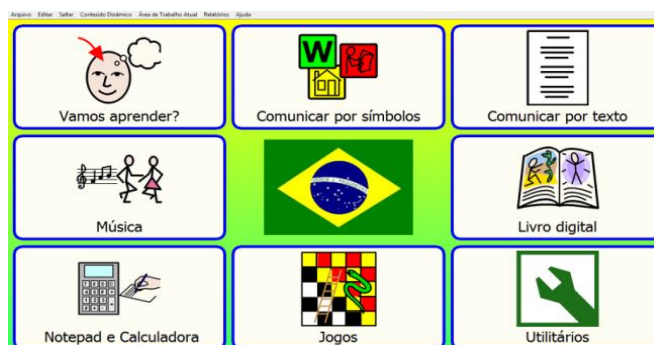 Arquivo Editar Saltar Conteúdo Dinâmico Área de Trabalho Atual Relatórios Ajuda
W
Vamos aprender?
Comunicar por símbolos
Comunicar por texto
Música
Livro digital
Notepad e Calculadora
Jogos
Utilitários